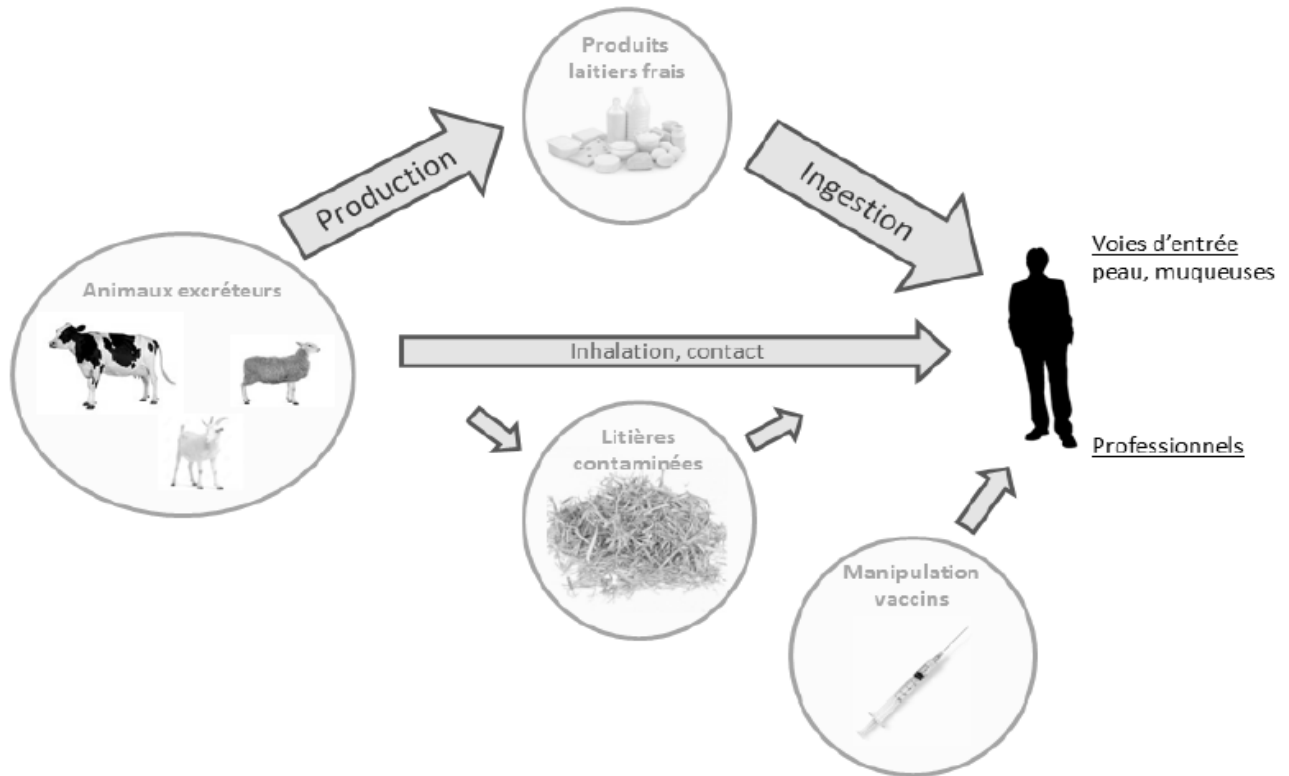 Produits
laitiers frais
Production
Ingestion
Voies d'entrée
peau, muqueuses
Animaux excréteurs
Inhalation, contact
Litières
contaminées
Professionnels
Manipulation
vaccins